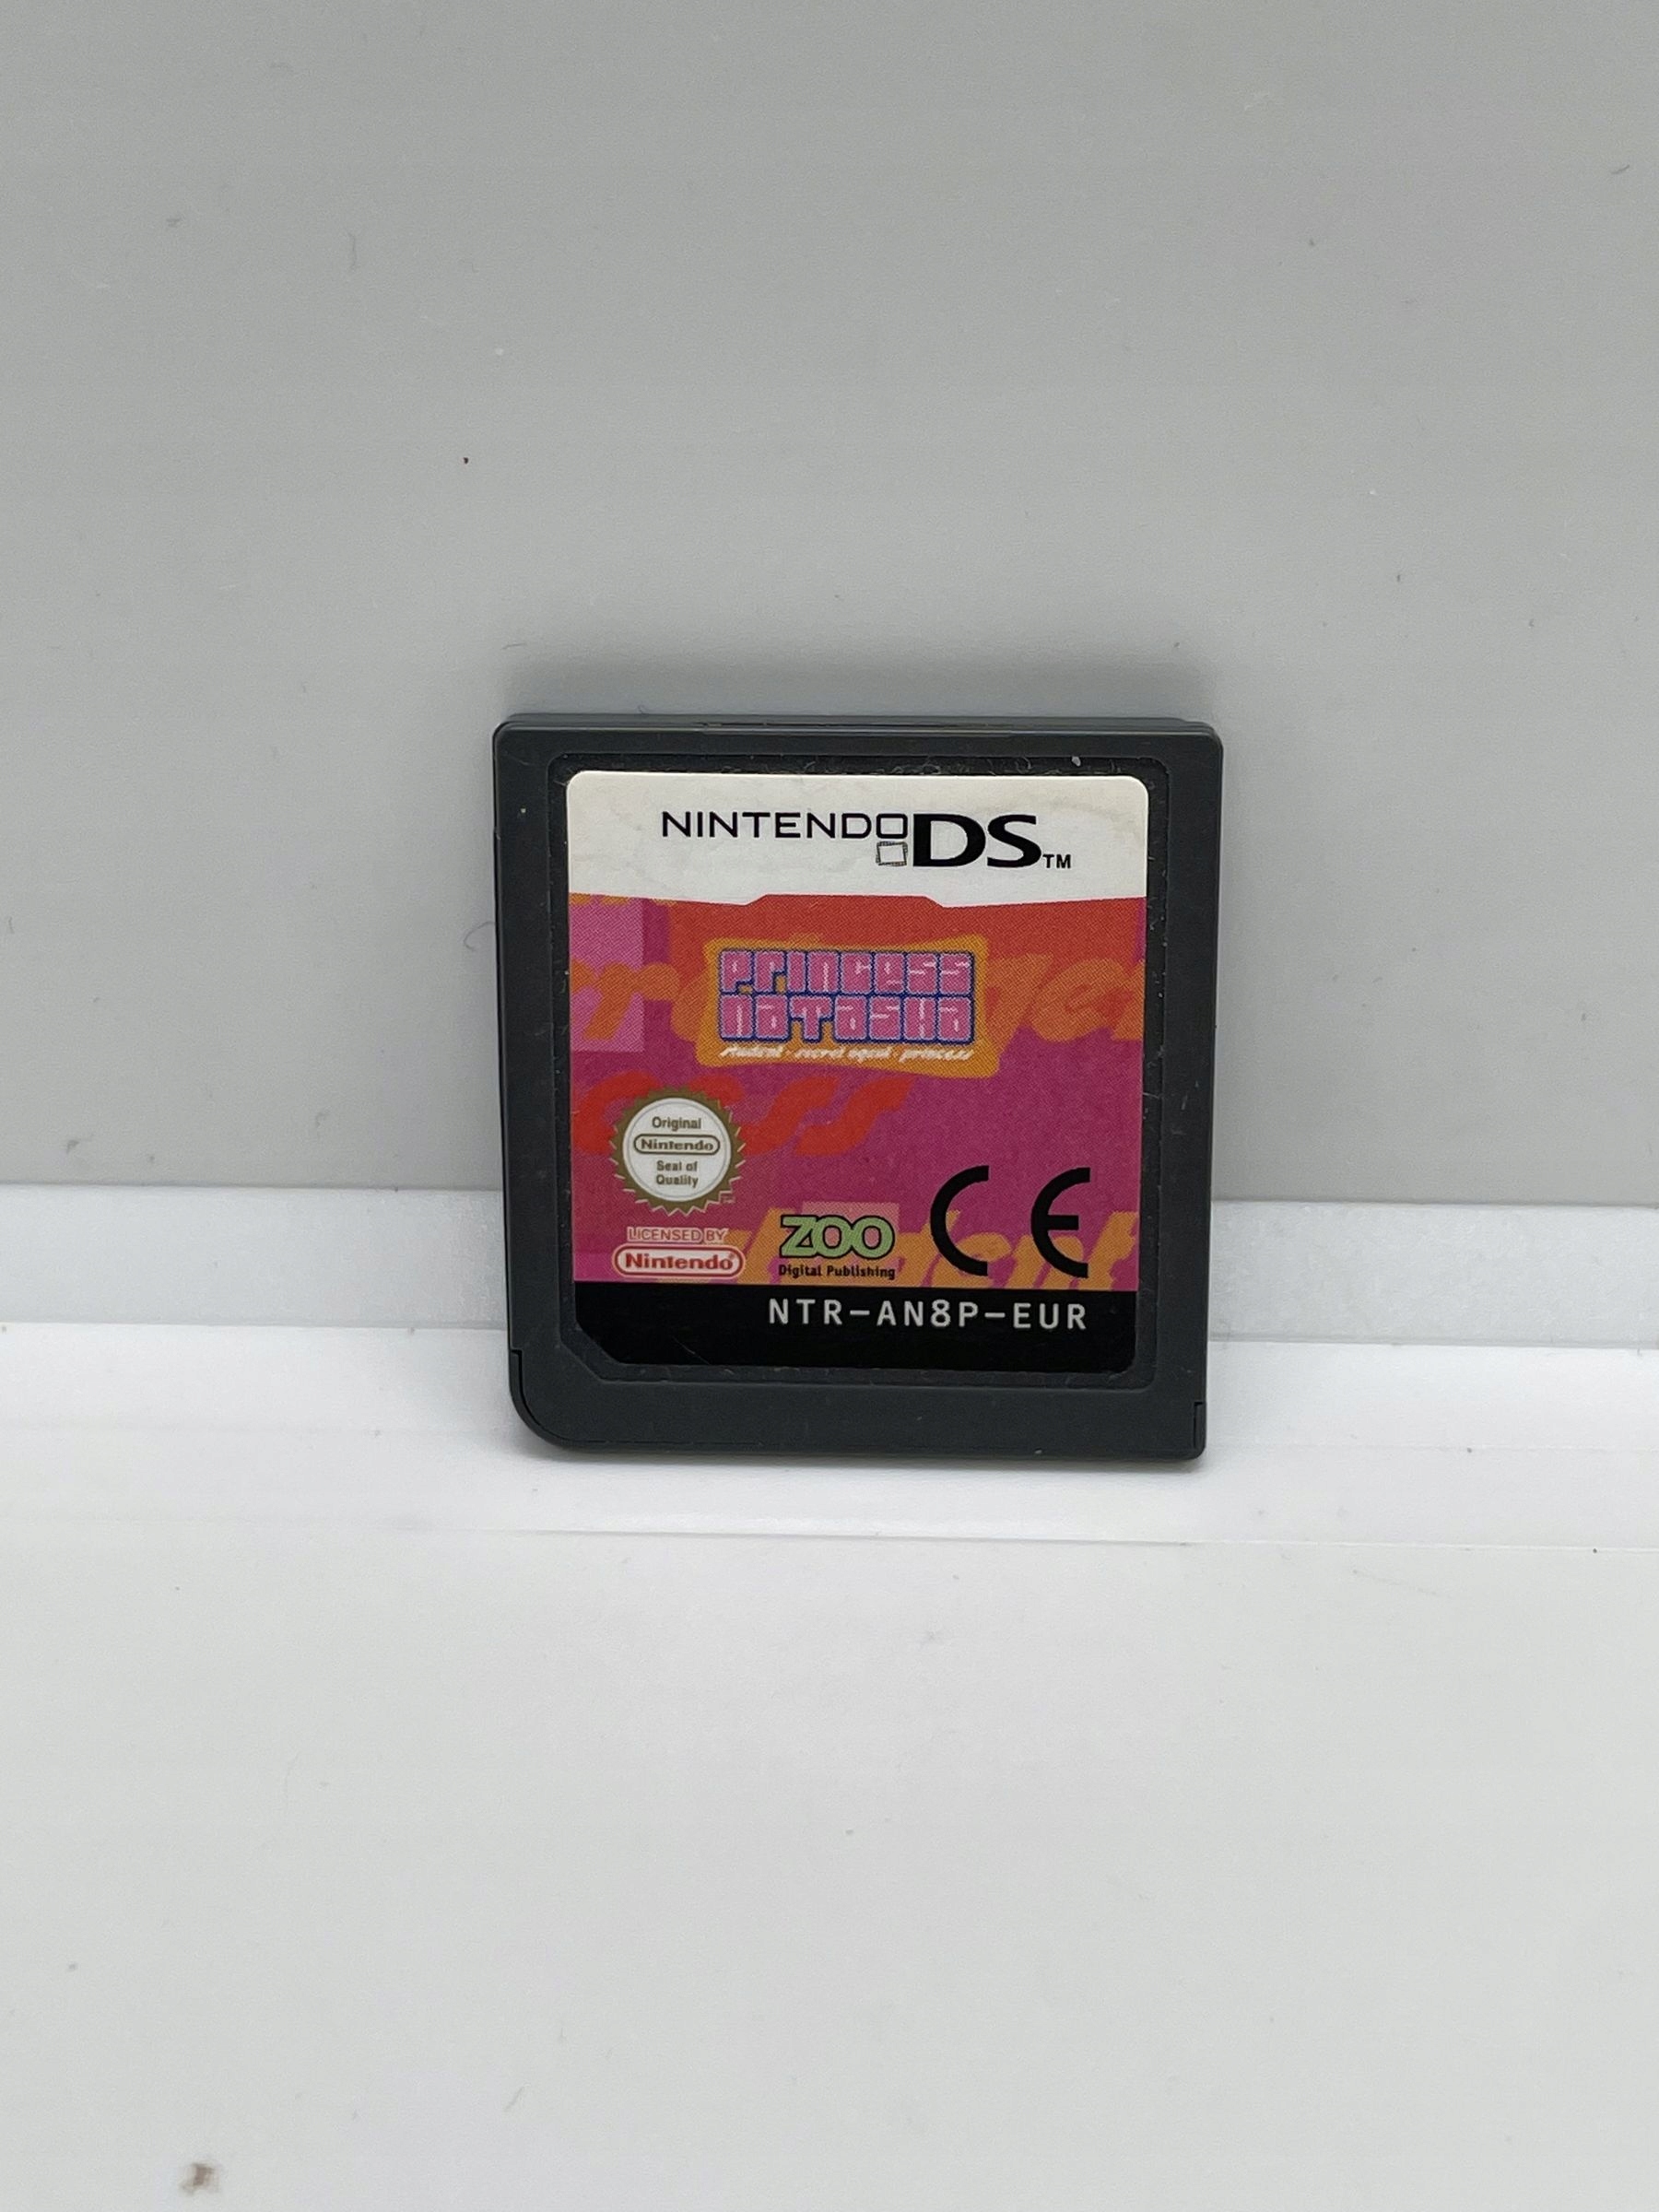 NINTENDO DS™
princess
natasha
student · secret agent · princess
Original
Nintendo
Seal of
Quality
LICENSED BY
Nintendo®
ZOO
Digital Publishing
CE
NTR-AN8P-EUR